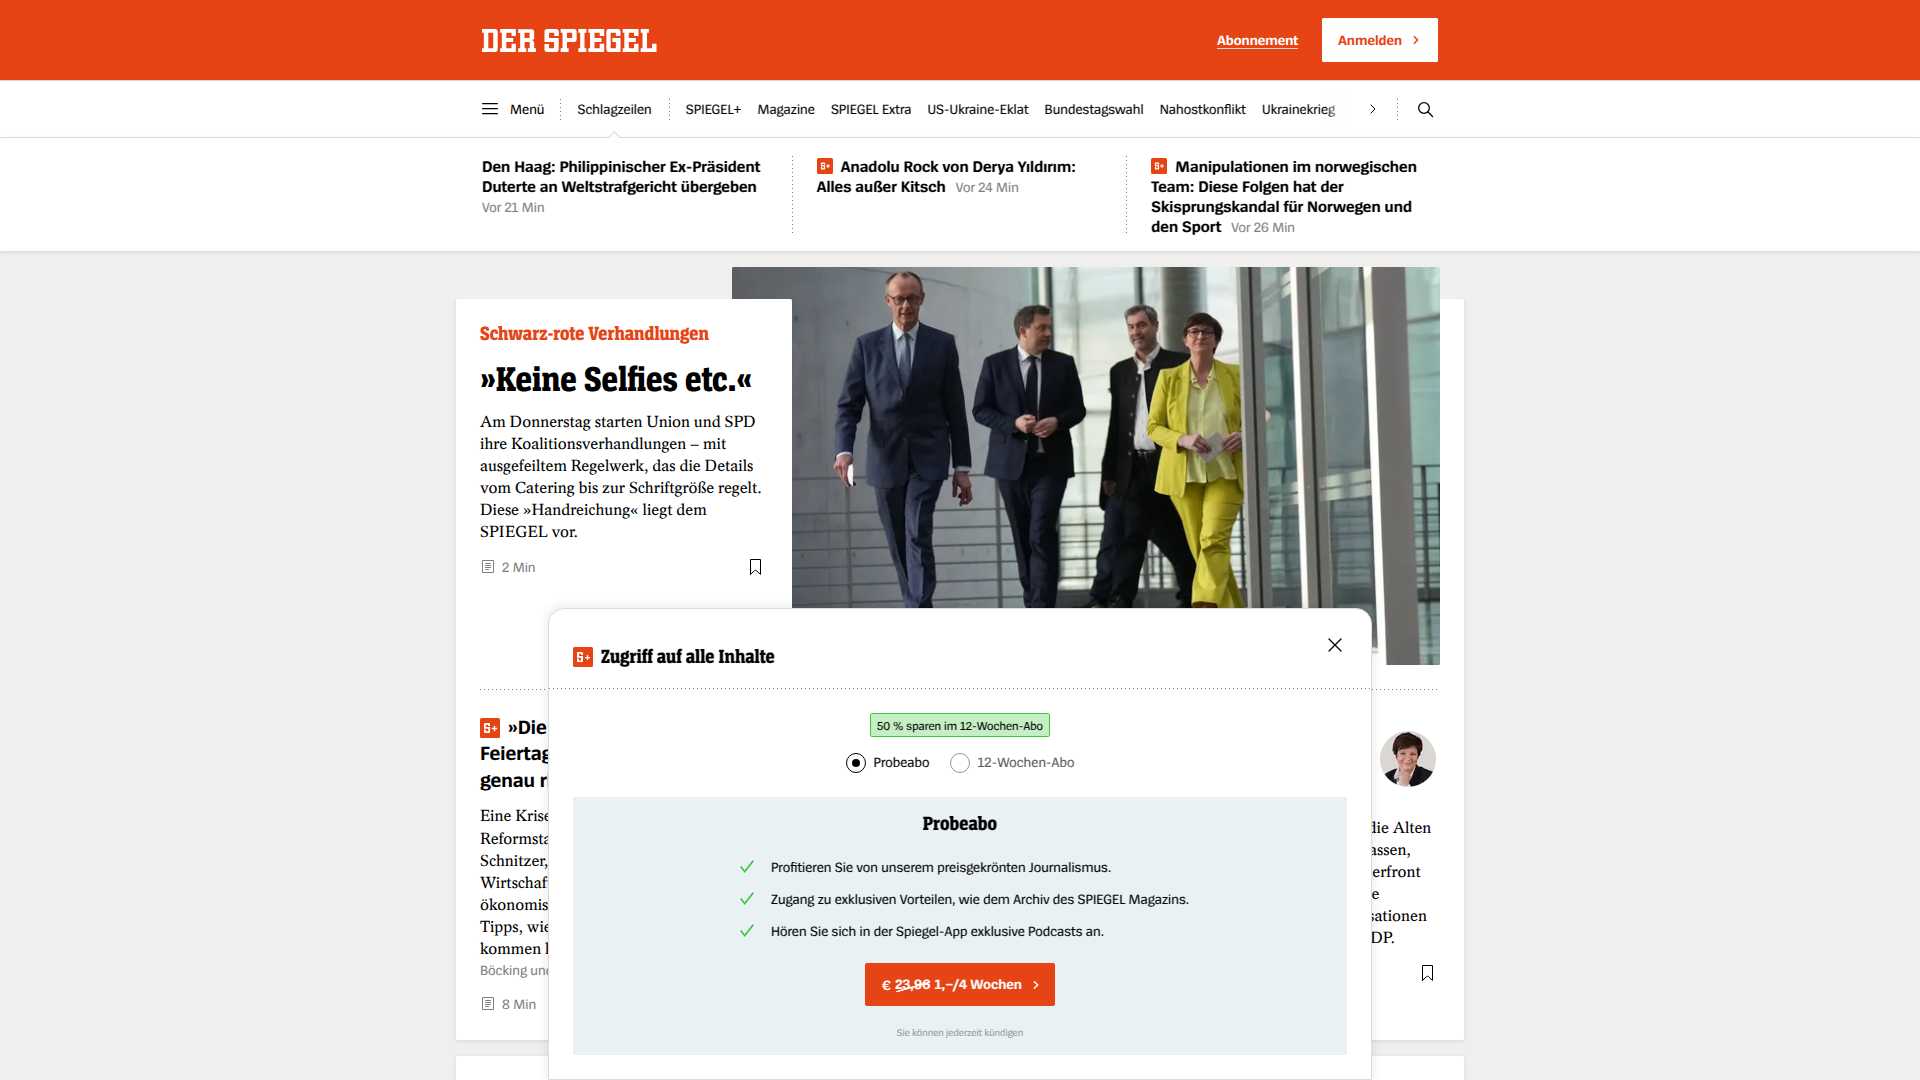 DER SPIEGEL
Abonnement
Anmelden
Menü
Schlagzeilen
SPIEGEL+
Magazine
SPIEGEL Extra
US-Ukraine-Eklat
Bundestagswahl
Nahostkonflikt
Ukrainekrieg
Den Haag: Philippinischer Ex-Präsident
Duterte an Weltstrafgericht übergeben
Vor 21 Min
Anadolu Rock von Derya Yıldırım:
Alles außer Kitsch Vor 24 Min
Manipulationen im norwegischen
Team: Diese Folgen hat der
Skisprungskandal für Norwegen und
den Sport Vor 26 Min
Schwarz-rote Verhandlungen
»Keine Selfies etc.«
Am Donnerstag starten Union und SPD
ihre Koalitionsverhandlungen – mit
ausgefeiltem Regelwerk, das die Details
vom Catering bis zur Schriftgröße regelt.
Diese »Handreichung« liegt dem
SPIEGEL vor.
2 Min
Zugriff auf alle Inhalte
50 % sparen im 12-Wochen-Abo
Probeabo
12-Wochen-Abo
Probeabo
Profitieren Sie von unserem preisgekrönten Journalismus.
Zugang zu exklusiven Vorteilen, wie dem Archiv des SPIEGEL Magazins.
Hören Sie sich in der Spiegel-App exklusive Podcasts an.
€ 23,96 1,–/4 Wochen
Sie können jederzeit kündigen
»Die
Feiertag
genau
Eine Krise
Reformsta
Schnitzer,
Wirtschaf
ökonomis
Tipps, wie
kommen
Böcking und
8 Min
die Alten
assen,
erfront
e
sationen
DP.